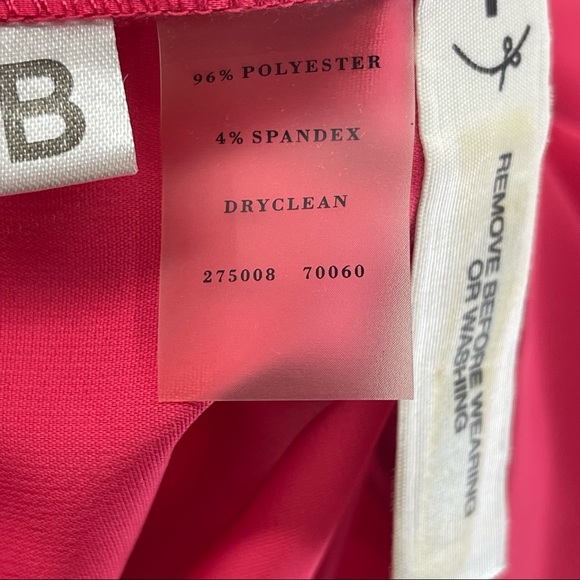 B
96% POLYESTER
4% SPANDEX
DRYCLEAN
275008 70060
REMOVE BEFORE WEARING
OR WASHING